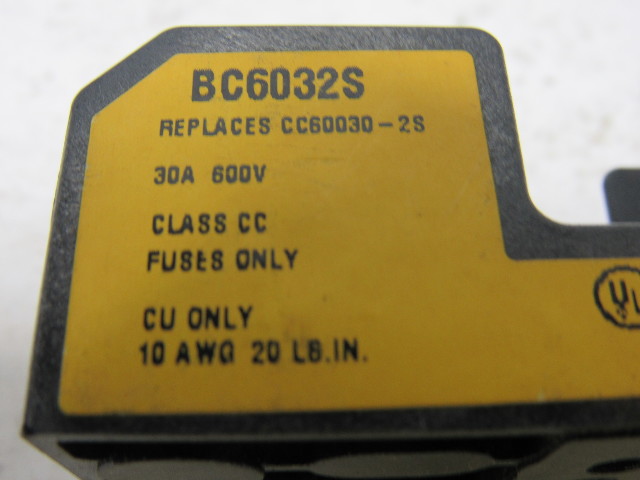 BC6032S
REPLACES CC60030-2S
30A 600V
CLASS CC
FUSES ONLY
CU ONLY
10 AWG 20 LB.IN.